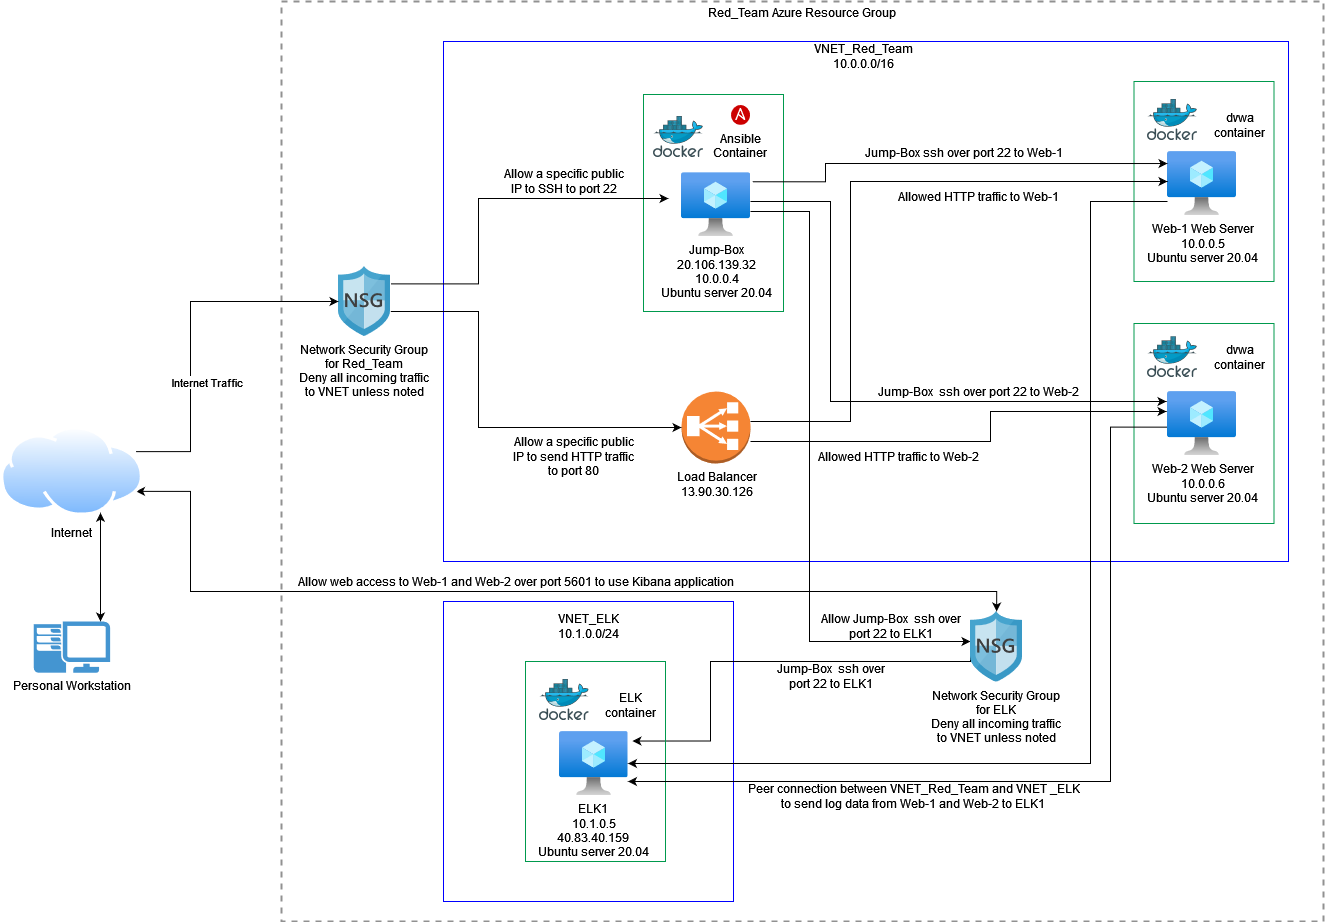 Red_Team Azure Resource Group
VNET_Red_Team
10.0.0.0/16
docker
Ansible
Container
Jump-Box
20.106.139.32
10.0.0.4
Ubuntu server 20.04
Allow a specific public
IP to SSH to port 22
Jump-Box ssh over port 22 to Web-1
Allowed HTTP traffic to Web-1
docker
dvwa
container
Web-1 Web Server
10.0.0.5
Ubuntu server 20.04
NSG
Network Security Group
for Red_Team
Deny all incoming traffic
to VNET unless noted
Internet Traffic
Allow a specific public
IP to send HTTP traffic
to port 80
Load Balancer
13.90.30.126
Jump-Box  ssh over port 22 to Web-2
Allowed HTTP traffic to Web-2
docker
dvwa
container
Web-2 Web Server
10.0.0.6
Ubuntu server 20.04
Internet
Personal Workstation
Allow web access to Web-1 and Web-2 over port 5601 to use Kibana application
VNET_ELK
10.1.0.0/24
docker
ELK
container
ELK1
10.1.0.5
40.83.40.159
Ubuntu server 20.04
Allow Jump-Box  ssh over
port 22 to ELK1
Jump-Box  ssh over
port 22 to ELK1
NSG
Network Security Group
for ELK
Deny all incoming traffic
to VNET unless noted
Peer connection between VNET_Red_Team and VNET _ELK
to send log data from Web-1 and Web-2 to ELK1